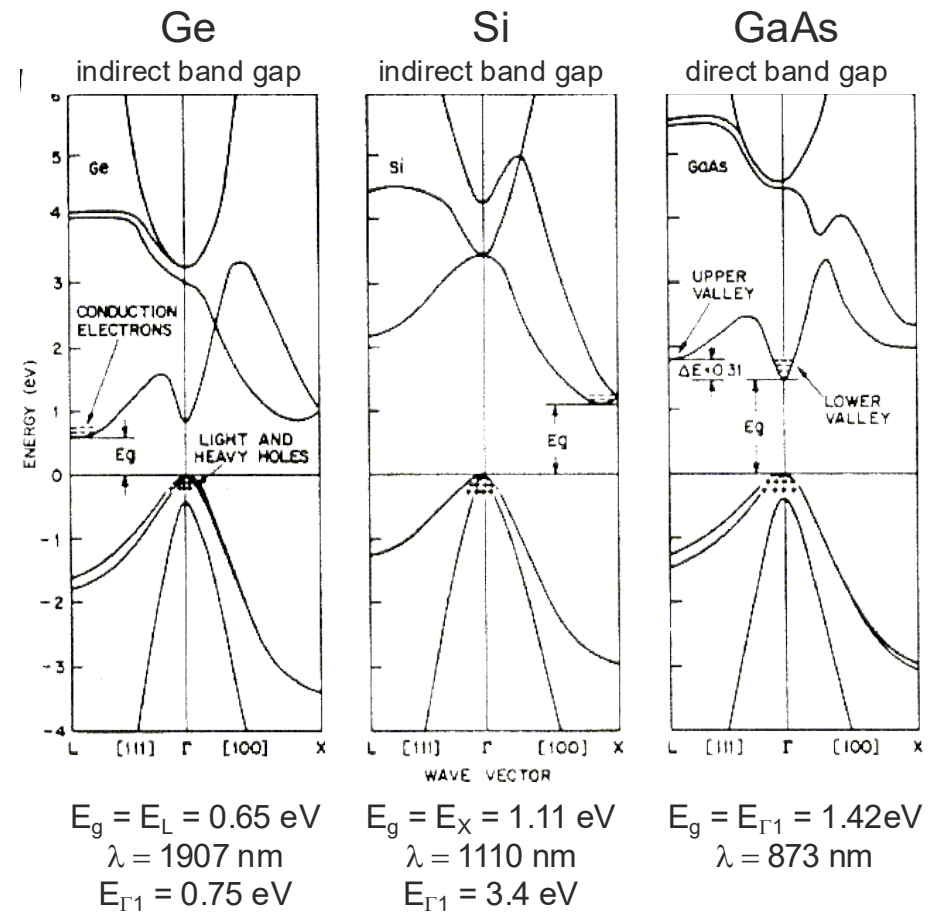 Ge
indirect band gap
Si
indirect band gap
GaAs
direct band gap
ENERGY (eV)
6
5
4
3
2
1
0
-1
-2
-3
-4
Ge
CONDUCTION
ELECTRONS
Eg
LIGHT AND
HEAVY HOLES
L [111] Γ [100] X
Si
Eg
L [111] Γ [100] X
WAVE VECTOR
GaAs
UPPER
VALLEY
ΔE=0.31
LOWER
VALLEY
Eg
L [111] Γ [100] X
Eg = EL = 0.65 eV
λ = 1907 nm
EΓ1 = 0.75 eV
Eg = EX = 1.11 eV
λ = 1110 nm
EΓ1 = 3.4 eV
Eg = EΓ1 = 1.42eV
λ = 873 nm